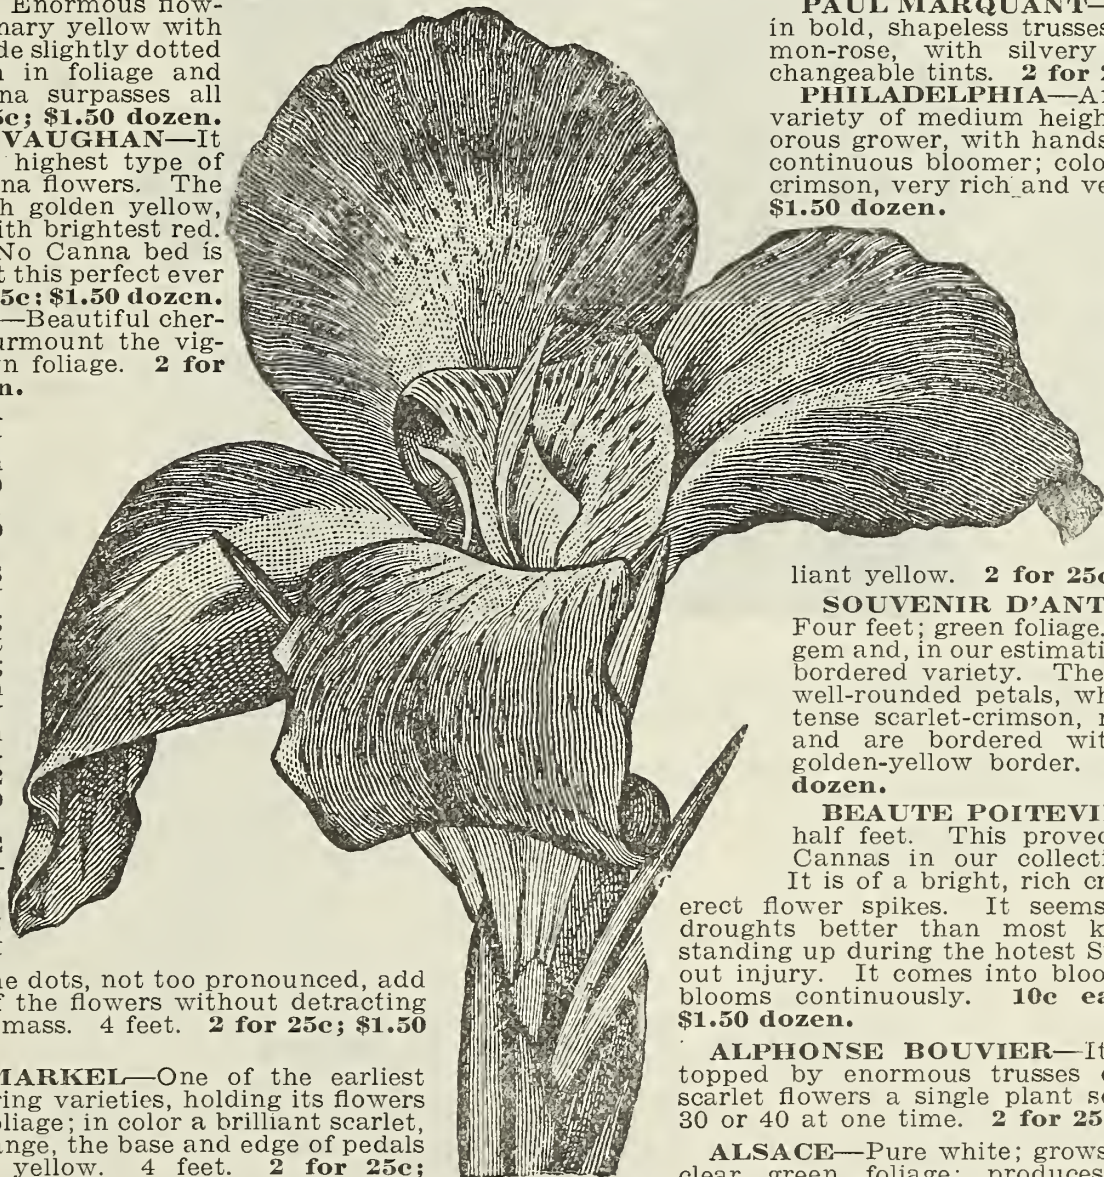 Enormous flow-
nary yellow with
de slightly dotted
in foliage and
na surpasses all
5c; $1.50 dozen.
VAUGHAN—It
highest type of
na flowers. The
h golden yellow,
ith brightest red.
No Canna bed is
t this perfect ever
5c; $1.50 dozen.
—Beautiful cher-
urmount the vig-
n foliage. 2 for
n.
ne dots, not too pronounced, add
f the flowers without detracting
mass. 4 feet. 2 for 25c; $1.50
MARKEL—One of the earliest
ring varieties, holding its flowers
oliage; in color a brilliant scarlet,
ange, the base and edge of pedals
yellow. 4 feet. 2 for 25c;
PAUL MARQUANT—
in bold, shapeless trusses
mon-rose, with silvery
changeable tints. 2 for 2
PHILADELPHIA—A
variety of medium heigh
orous grower, with hands
continuous bloomer; colo
crimson, very rich and ve
$1.50 dozen.
liant yellow. 2 for 25c
SOUVENIR D'ANT
Four feet; green foliage.
gem and, in our estimati
bordered variety. The
well-rounded petals, wh
tense scarlet-crimson, r
and are bordered wit
golden-yellow border.
dozen.
BEAUTE POITEVI
half feet. This proved
Cannas in our collecti
It is of a bright, rich cr
erect flower spikes. It seems
droughts better than most k
standing up during the hottest S
out injury. It comes into bloo
blooms continuously. 10c ea
$1.50 dozen.
ALPHONSE BOUVIER—It
topped by enormous trusses o
scarlet flowers a single plant se
30 or 40 at one time. 2 for 25
ALSACE—Pure white; grows
clear green foliage; produces